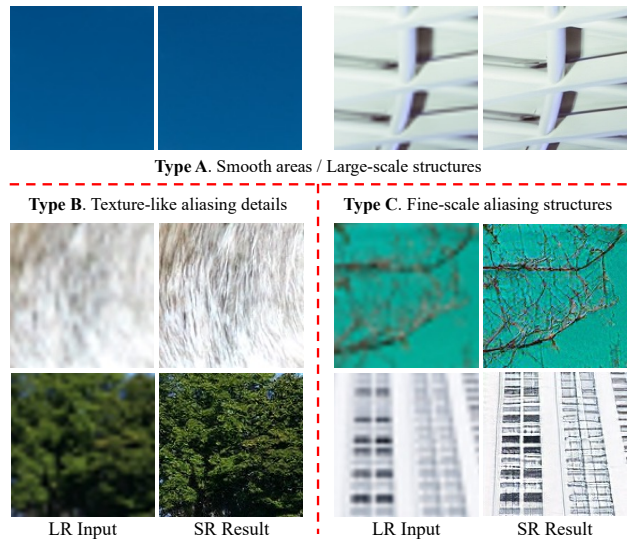 Type A. Smooth areas / Large-scale structures
Type B. Texture-like aliasing details
Type C. Fine-scale aliasing structures
LR Input
SR Result
LR Input
SR Result